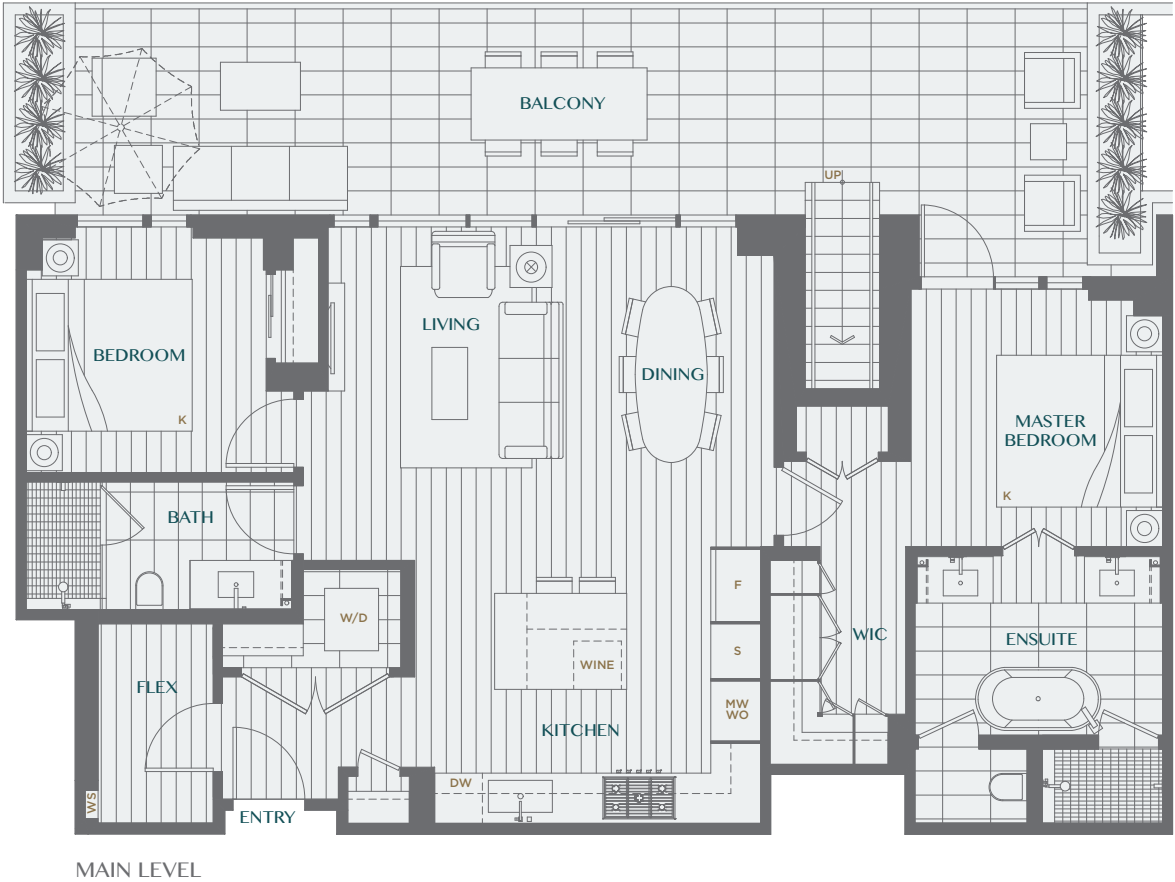 BALCONY
UP
LIVING
BEDROOM
DINING
K
MASTER
BEDROOM
K
BATH
F
W/D
WIC
ENSUITE
S
WINE
FLEX
MW
WO
KITCHEN
DW
WS
ENTRY
MAIN LEVEL